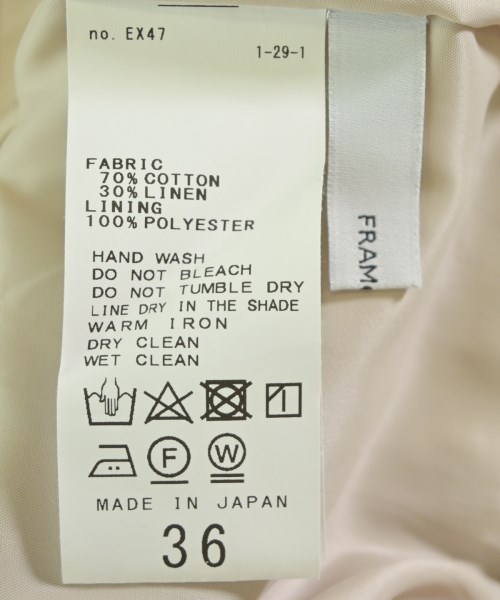 no. EX47
1-29-1
FABRIC
70% COTTON
30% LINEN
LINING
100% POLYESTER
HAND WASH
DO NOT BLEACH
DO NOT TUMBLE DRY
LINE DRY IN THE SHADE
WARM IRON
DRY CLEAN
WET CLEAN
F
W
MADE IN JAPAN
36